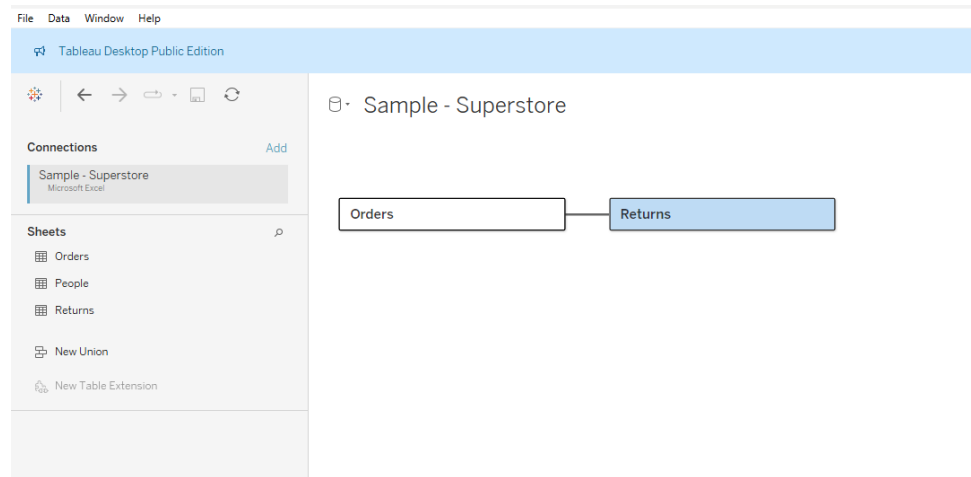 File Data Window Help
Tableau Desktop Public Edition
Sample - Superstore
Connections Add
Sample - Superstore
Microsoft Excel
Orders Returns
Sheets
Orders
People
Returns
New Union
New Table Extension